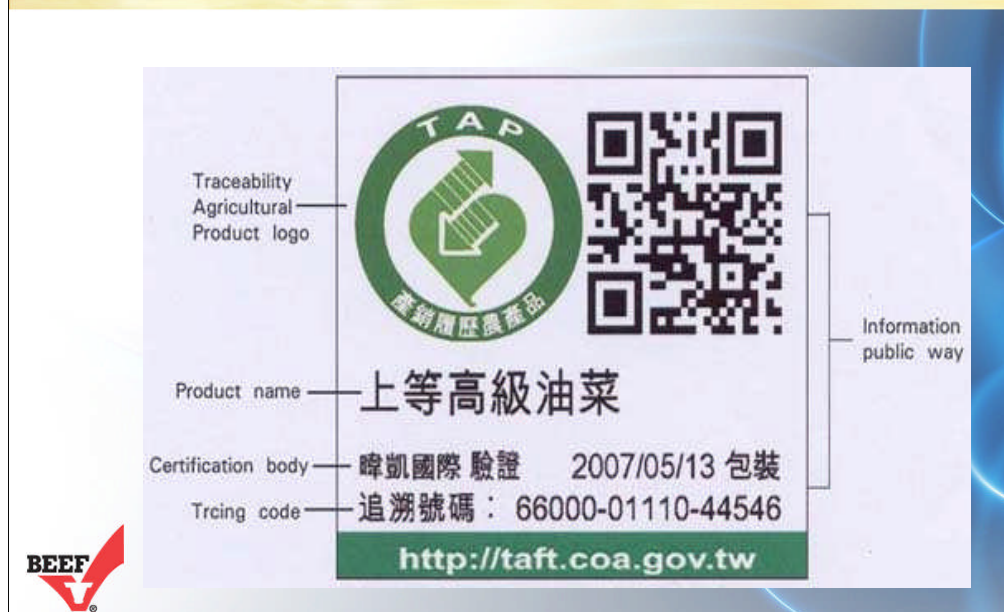 TAP
產銷履歷農產品
Traceability
Agricultural
Product logo
Information
public way
Product name
上等高級油菜
Certification body
暐凱國際 驗證 2007/05/13 包裝
Trcing code
追溯號碼: 66000-01110-44546
http://taft.coa.gov.tw
BEEF
®